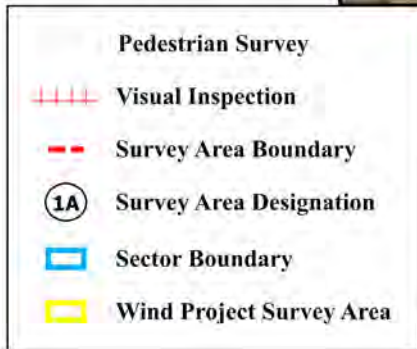 Pedestrian Survey
Visual Inspection
Survey Area Boundary
1A Survey Area Designation
Sector Boundary
Wind Project Survey Area